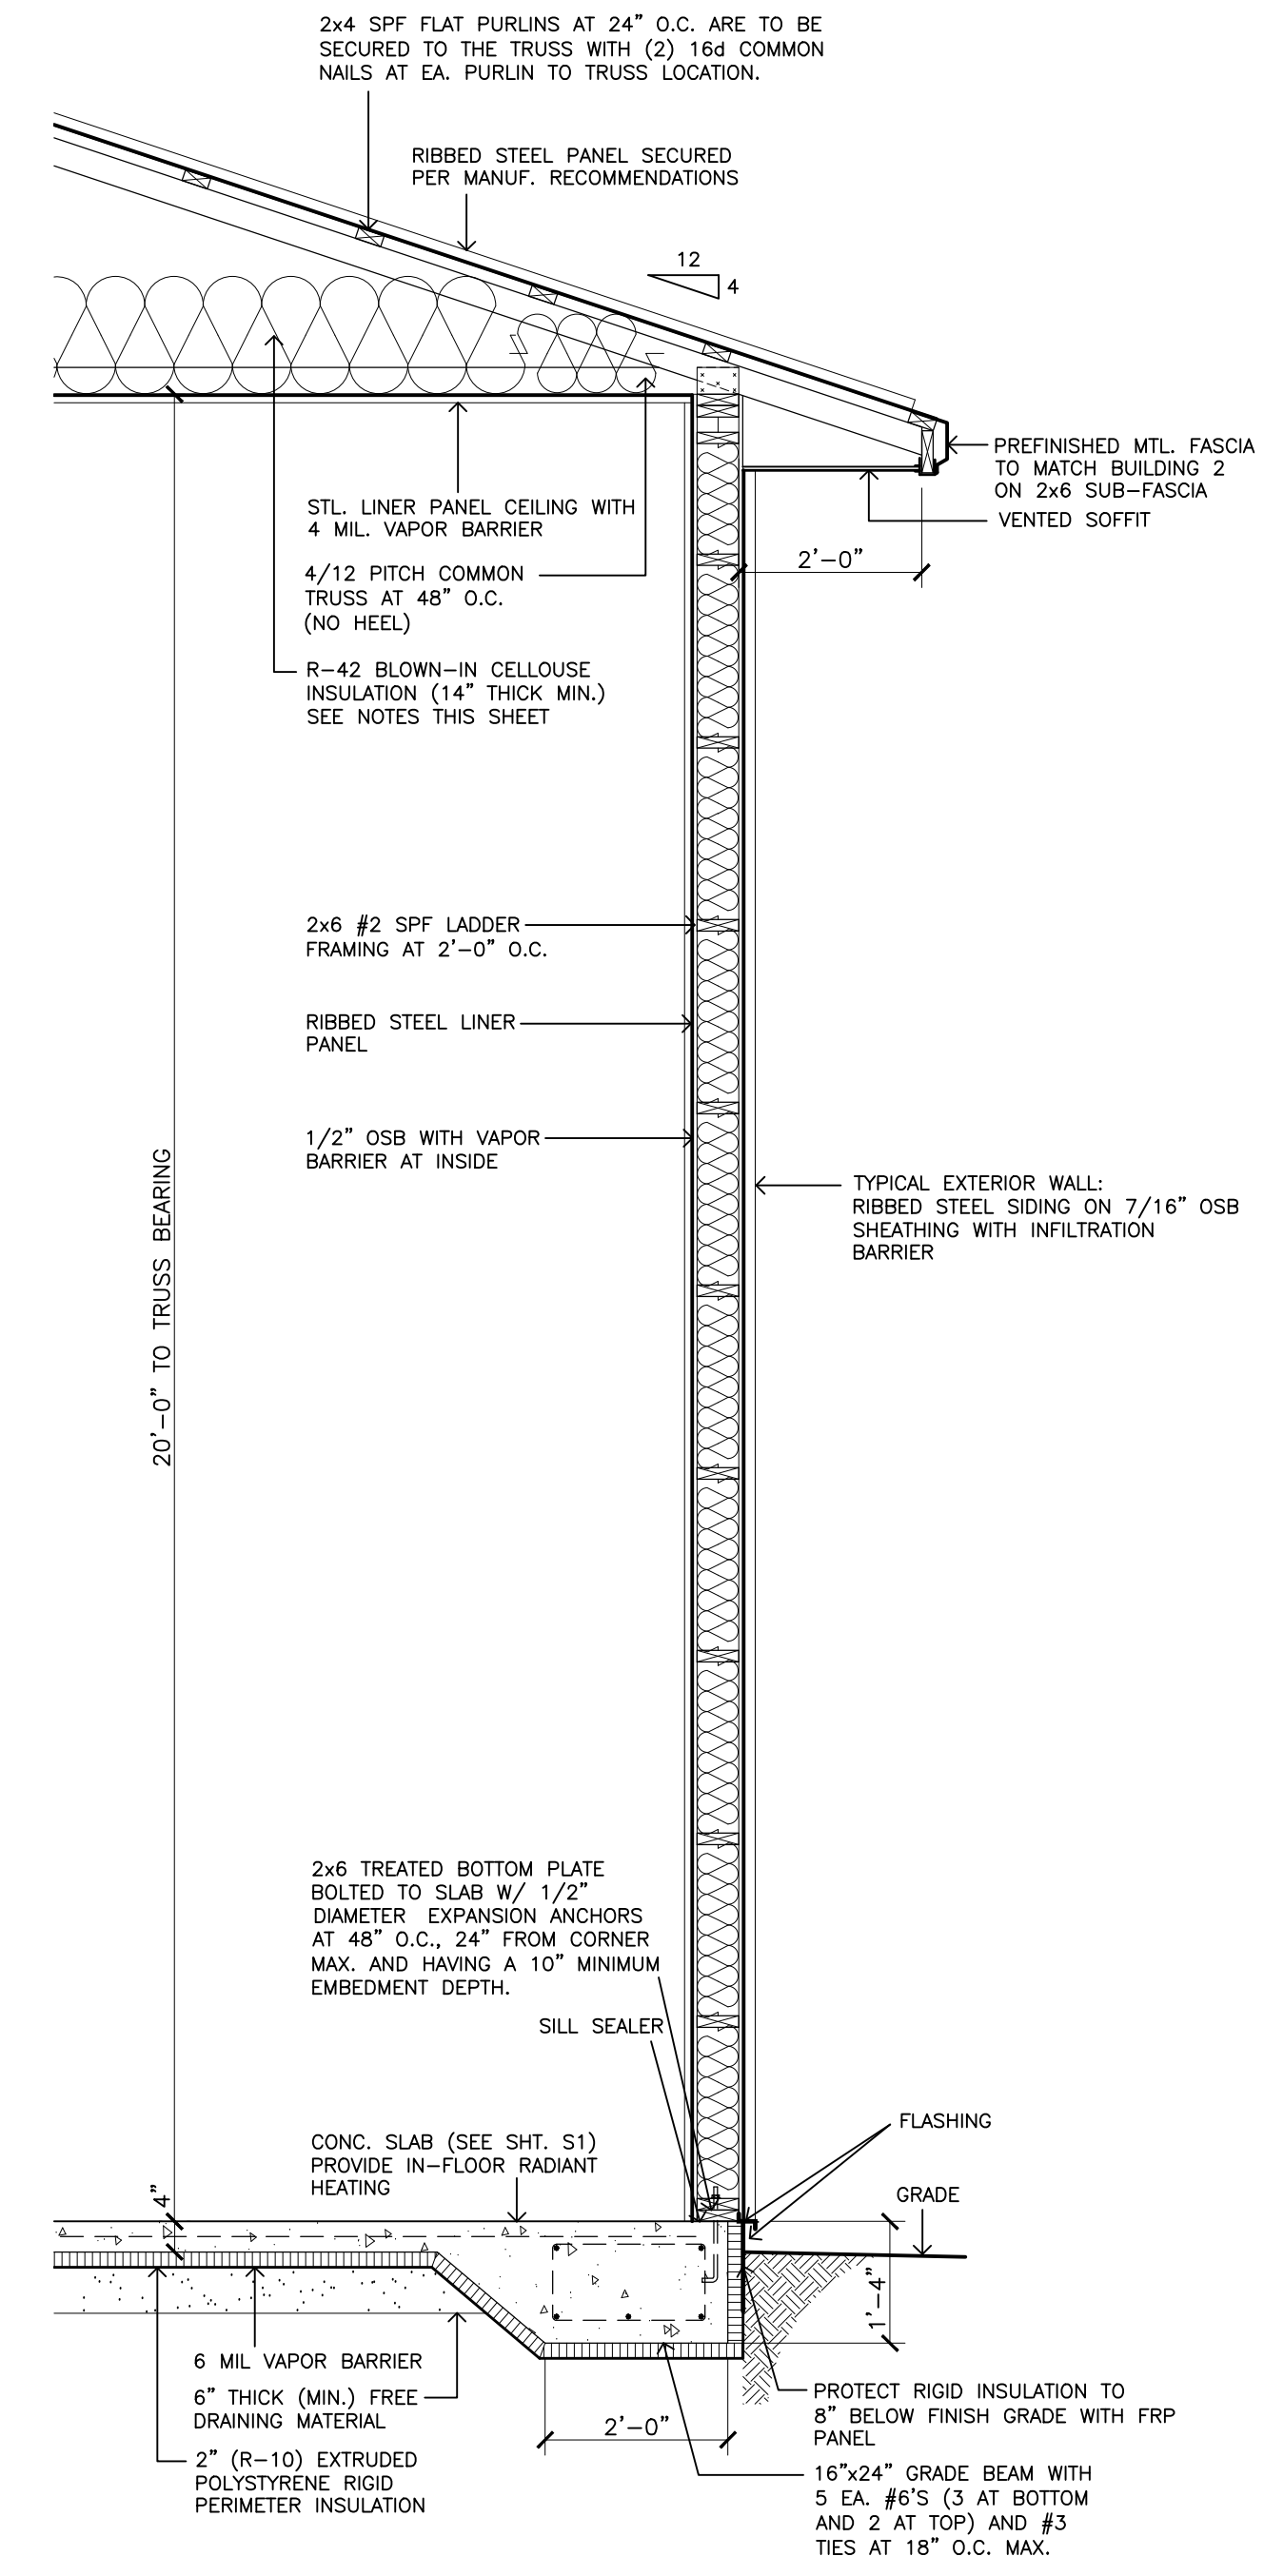 2x4 SPF FLAT PURLINS AT 24" O.C. ARE TO BE
SECURED TO THE TRUSS WITH (2) 16d COMMON
NAILS AT EA. PURLIN TO TRUSS LOCATION.
RIBBED STEEL PANEL SECURED
PER MANUF. RECOMMENDATIONS
12
4
PREFINISHED MTL. FASCIA
TO MATCH BUILDING 2
ON 2x6 SUB-FASCIA
VENTED SOFFIT
2'-0"
STL. LINER PANEL CEILING WITH
4 MIL. VAPOR BARRIER
4/12 PITCH COMMON
TRUSS AT 48" O.C.
(NO HEEL)
R-42 BLOWN-IN CELLOUSE
INSULATION (14" THICK MIN.)
SEE NOTES THIS SHEET
2x6 #2 SPF LADDER
FRAMING AT 2'-0" O.C.
RIBBED STEEL LINER
PANEL
1/2" OSB WITH VAPOR
BARRIER AT INSIDE
20'-0" TO TRUSS BEARING
TYPICAL EXTERIOR WALL:
RIBBED STEEL SIDING ON 7/16" OSB
SHEATHING WITH INFILTRATION
BARRIER
2x6 TREATED BOTTOM PLATE
BOLTED TO SLAB W/ 1/2"
DIAMETER EXPANSION ANCHORS
AT 48" O.C., 24" FROM CORNER
MAX. AND HAVING A 10" MINIMUM
EMBEDMENT DEPTH.
SILL SEALER
FLASHING
CONC. SLAB (SEE SHT. S1)
PROVIDE IN-FLOOR RADIANT
HEATING
GRADE
4"
1'-4"
6 MIL VAPOR BARRIER
6" THICK (MIN.) FREE
DRAINING MATERIAL
2" (R-10) EXTRUDED
POLYSTYRENE RIGID
PERIMETER INSULATION
2'-0"
PROTECT RIGID INSULATION TO
8" BELOW FINISH GRADE WITH FRP
PANEL
16"x24" GRADE BEAM WITH
5 EA. #6'S (3 AT BOTTOM
AND 2 AT TOP) AND #3
TIES AT 18" O.C. MAX.